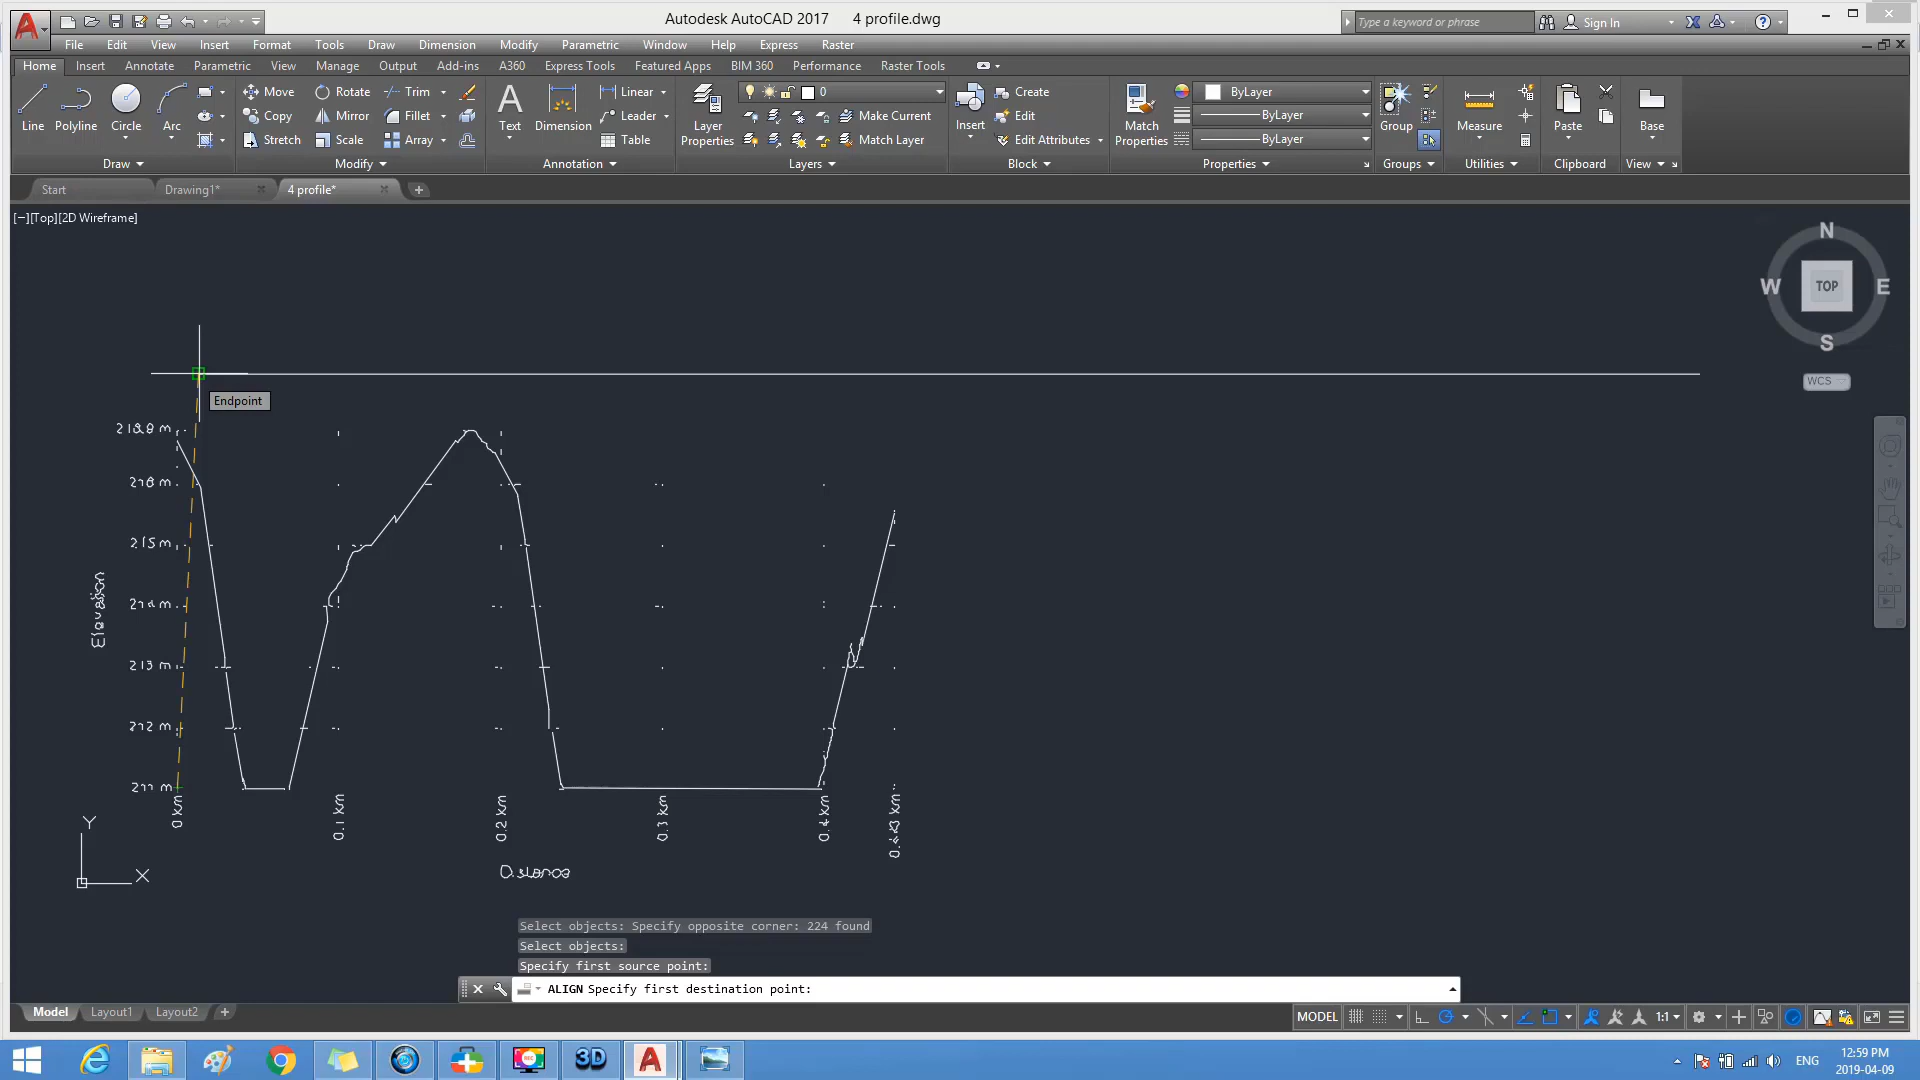 Autodesk AutoCAD 2017 4 profile.dwg
Type a keyword or phrase
Sign In
File Edit View Insert Format Tools Draw Dimension Modify Parametric Window Help Express Raster
Home Insert Annotate Parametric View Manage Output Add-ins A360 Express Tools Featured Apps BIM 360 Performance Raster Tools
Line Polyline Circle Arc
Move Rotate Trim
Copy Mirror Fillet
Stretch Scale Array
Text Dimension
Linear
Leader
Table
Layer Properties
0
Make Current
Match Layer
Insert
Create
Edit
Edit Attributes
Match Properties
ByLayer
ByLayer
ByLayer
Group
Measure
Paste
Base
Draw Modify Annotation Layers Block Properties Groups Utilities Clipboard View
Start Drawing1* 4 profile*
[−][Top][2D Wireframe]
N
W TOP E
S
WCS
Endpoint
215 m
213 m
212 m
Elevation
0 km
0.1 km
0.2 km
0.3 km
0.4 km
Y
X
Select objects: Specify opposite corner: 224 found
Select objects:
Specify first source point:
ALIGN Specify first destination point:
Model Layout1 Layout2
MODEL
1:1
REC
3D
ENG
12:59 PM
2019-04-09